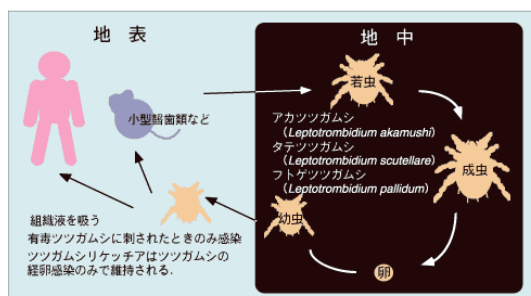 地 表
地 中
若虫
小型齧歯類など
アカツツガムシ
(Leptotrombidium akamushi)
タテツツガムシ
(Leptotrombidium scutellare)
フトゲツツガムシ
(Leptotrombidium pallidum)
成虫
幼虫
卵
組織液を吸う
有毒ツツガムシに刺されたときのみ感染
ツツガムシリケッチアはツツガムシの
経卵感染のみで維持される.